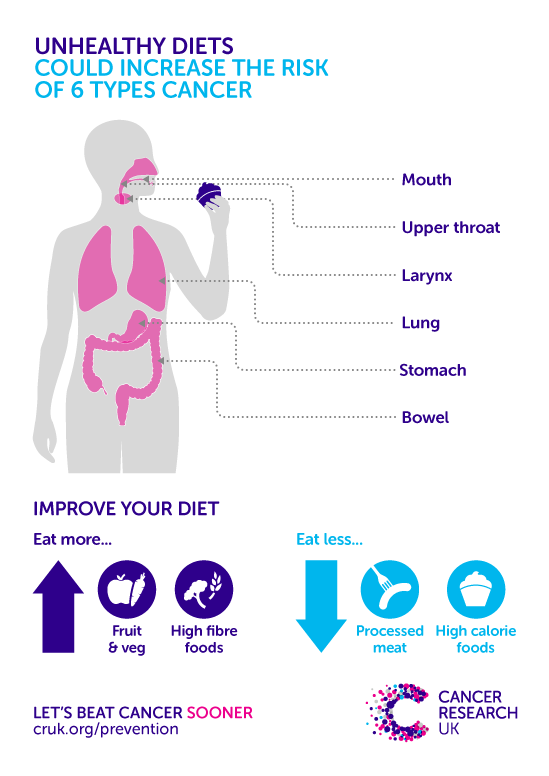 UNHEALTHY DIETS
COULD INCREASE THE RISK
OF 6 TYPES CANCER
Mouth
Upper throat
Larynx
Lung
Stomach
Bowel
IMPROVE YOUR DIET
Eat more...
Fruit
& veg
High fibre
foods
Eat less...
Processed
meat
High calorie
foods
LET'S BEAT CANCER SOONER
cruk.org/prevention
CANCER
RESEARCH
UK